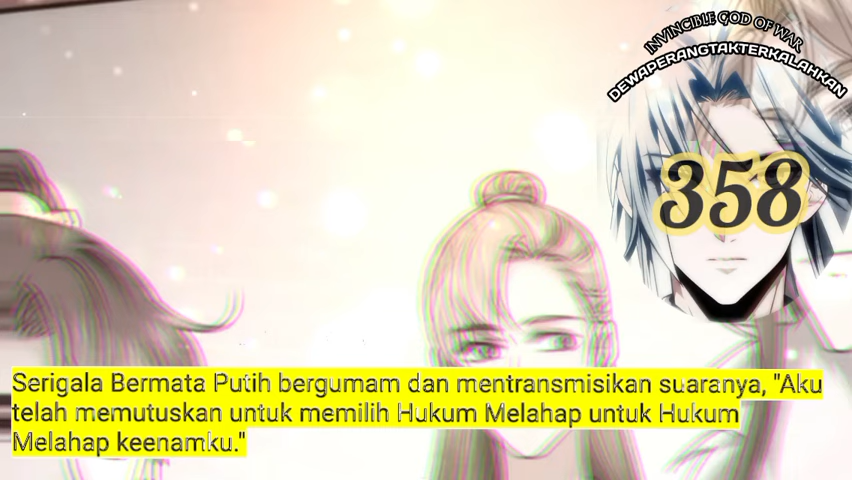 INVINCIBLE GOD OF WAR
DEWAPERANGTAKTERKALAHKAN
358
Serigala Bermata Putih bergumam dan mentransmisikan suaranya, "Aku
telah memutuskan untuk memilih Hukum Melahap untuk Hukum
Melahap keenamku."